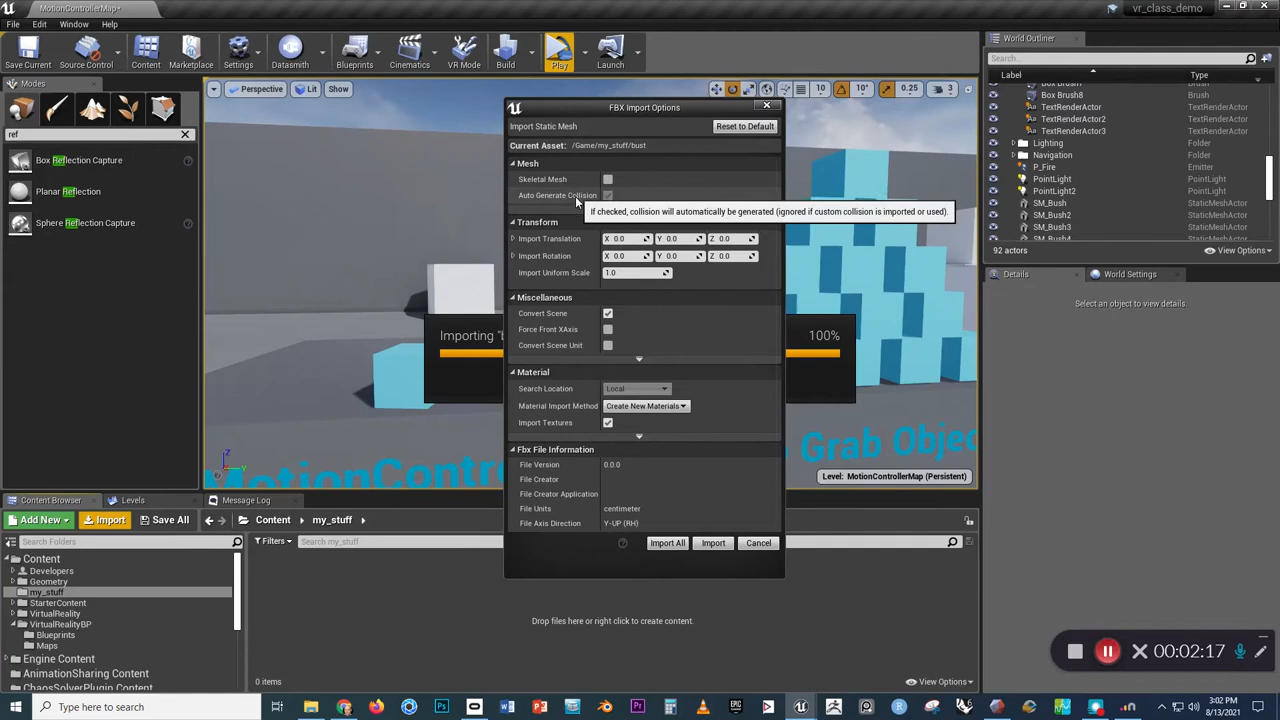 MotionControllerMap*
vr_class_demo
File Edit Window Help
Save Current
Source Control
Content
Marketplace
Settings
Datasmith
Blueprints
Cinematics
VR Mode
Build
Play
Launch
World Outliner
Search...
Label
Type
Box Brush8
TextRenderActor TextRenderActor
TextRenderActor2 TextRenderActor
TextRenderActor3 TextRenderActor
Lighting Folder
Navigation Folder
P_Fire Emitter
PointLight PointLight
PointLight2 PointLight
SM_Bush StaticMeshActor
SM_Bush2 StaticMeshActor
SM_Bush3 StaticMeshActor
92 actors
View Options
Details
World Settings
Select an object to view details.
Modes
ref
Box Reflection Capture
Planar Reflection
Sphere Reflection Capture
Perspective
Lit
Show
10
10°
0.25
3
FBX Import Options
Import Static Mesh
Reset to Default
Current Asset: /Game/my_stuff/bust
Mesh
Skeletal Mesh
Auto Generate Collision
If checked, collision will automatically be generated (ignored if custom collision is imported or used).
Transform
Import Translation X 0.0 Y 0.0 Z 0.0
Import Rotation X 0.0 Y 0.0 Z 0.0
Import Uniform Scale 1.0
Miscellaneous
Convert Scene
Force Front XAxis
Convert Scene Unit
Material
Search Location Local
Material Import Method Create New Materials
Import Textures
Fbx File Information
File Version 0.0.0
File Creator
File Creator Application
File Units centimeter
File Axis Direction Y-UP (RH)
Import All
Import
Cancel
Importing "b
100%
Grab Objec
Level: MotionControllerMap (Persistent)
Content Browser
Levels
Message Log
Add New
Import
Save All
Content
my_stuff
Search Folders
Filters
Search my_stuff
Content
Developers
Geometry
my_stuff
StarterContent
VirtualReality
VirtualRealityBP
Blueprints
Maps
Engine Content
AnimationSharing Content
ChaosSolverPlugin Content
Drop files here or right click to create content.
0 items
View Options
00:02:17
Type here to search
3:02 PM
8/13/2021